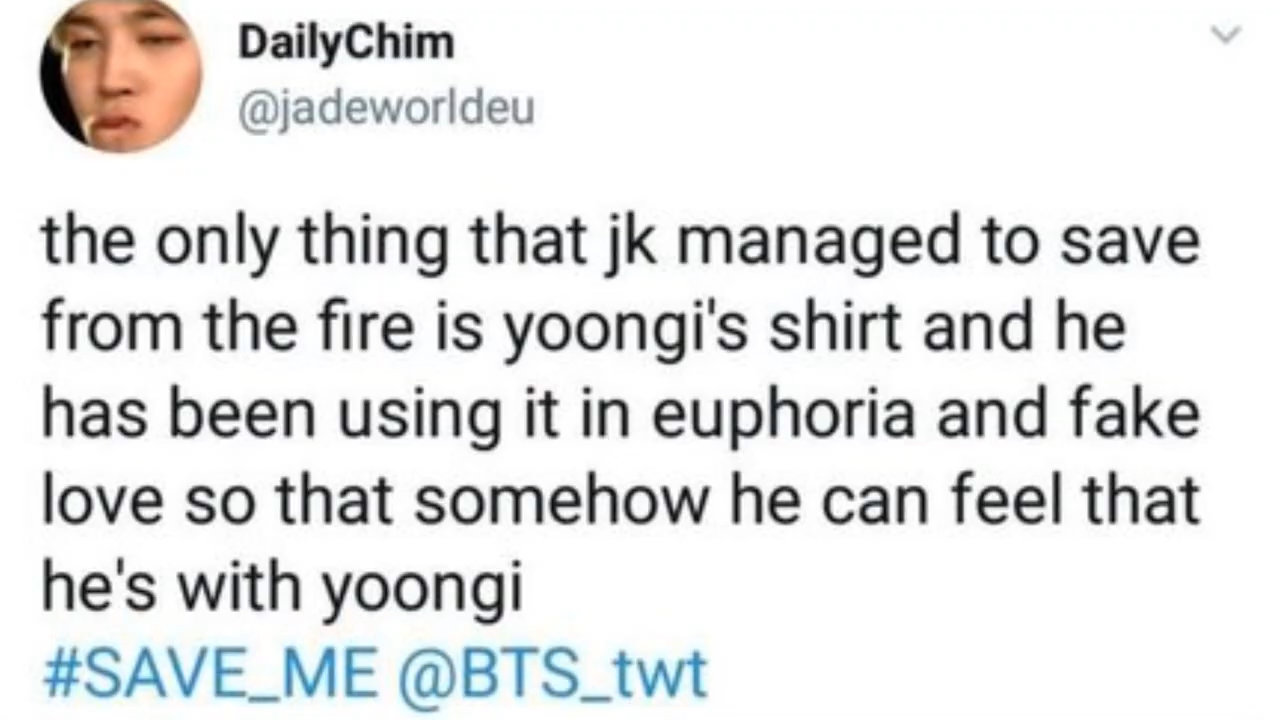 DailyChim
@jadeworldeu
the only thing that jk managed to save
from the fire is yoongi's shirt and he
has been using it in euphoria and fake
love so that somehow he can feel that
he's with yoongi
#SAVE_ME @BTS_twt